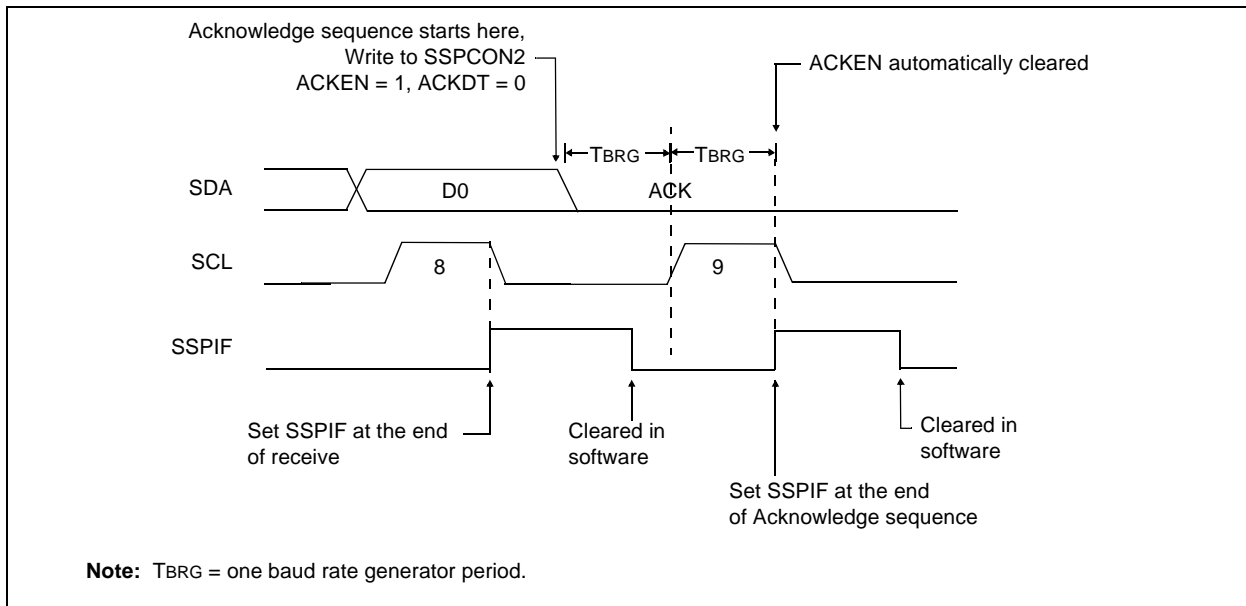 Acknowledge sequence starts here,
Write to SSPCON2
ACKEN = 1, ACKDT = 0
ACKEN automatically cleared
TBRG
TBRG
SDA
D0
ACK
SCL
8
9
SSPIF
Set SSPIF at the end
of receive
Cleared in
software
Set SSPIF at the end
of Acknowledge sequence
Cleared in
software
Note: TBRG = one baud rate generator period.